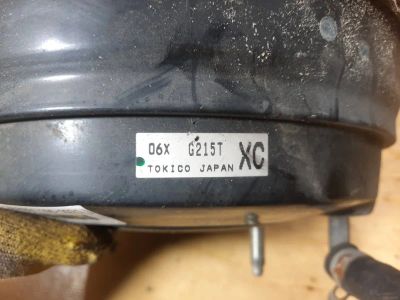 06X G215T XC
TOKICO JAPAN